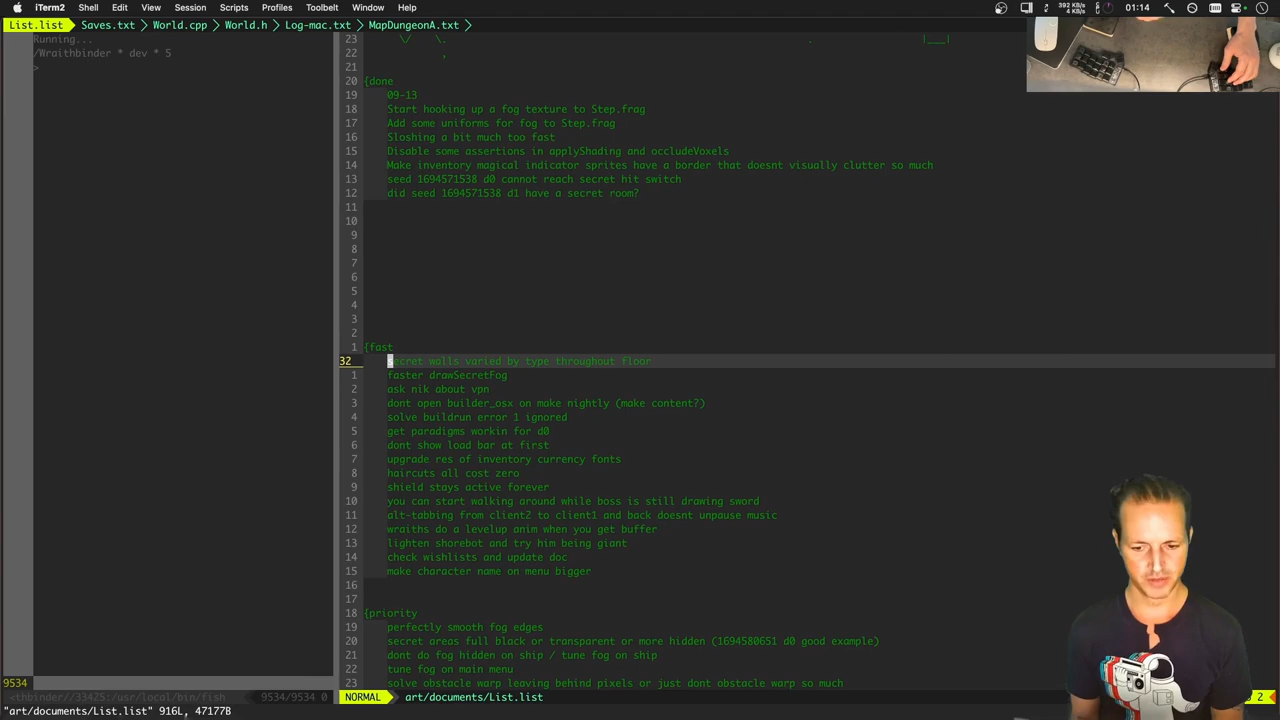 iTerm2 Shell Edit View Session Scripts Profiles Toolbelt Window Help
392 KB/s
4 KB/s
01:14
List.list Saves.txt World.cpp World.h Log-mac.txt MapDungeonA.txt
Running...
/Wraithbinder * dev * 5
>
23 \/ \. . |___|
22 ,
21
20 {done
19 09-13
18 Start hooking up a fog texture to Step.frag
17 Add some uniforms for fog to Step.frag
16 Sloshing a bit much too fast
15 Disable some assertions in applyShading and occludeVoxels
14 Make inventory magical indicator sprites have a border that doesnt visually clutter so much
13 seed 1694571538 d0 cannot reach secret hit switch
12 did seed 1694571538 d1 have a secret room?
11
10
9
8
7
6
5
4
3
2
1 {fast
32 secret walls varied by type throughout floor
1 faster drawSecretFog
2 ask nik about vpn
3 dont open builder_osx on make nightly (make content?)
4 solve buildrun error 1 ignored
5 get paradigms workin for d0
6 dont show load bar at first
7 upgrade res of inventory currency fonts
8 haircuts all cost zero
9 shield stays active forever
10 you can start walking around while boss is still drawing sword
11 alt-tabbing from client2 to client1 and back doesnt unpause music
12 wraiths do a levelup anim when you get buffer
13 lighten shorebot and try him being giant
14 check wishlists and update doc
15 make character name on menu bigger
16
18 {priority
19 perfectly smooth fog edges
20 secret areas full black or transparent or more hidden (1694580651 d0 good example)
21 dont do fog hidden on ship / tune fog on ship
22 tune fog on main menu
23 solve obstacle warp leaving behind pixels or just dont obstacle warp so much
9534
<thbinder//33275:/usr/local/bin/fish 9534/9534 0 NORMAL art/documents/List.list 2
"art/documents/List.list" 916L, 47177B